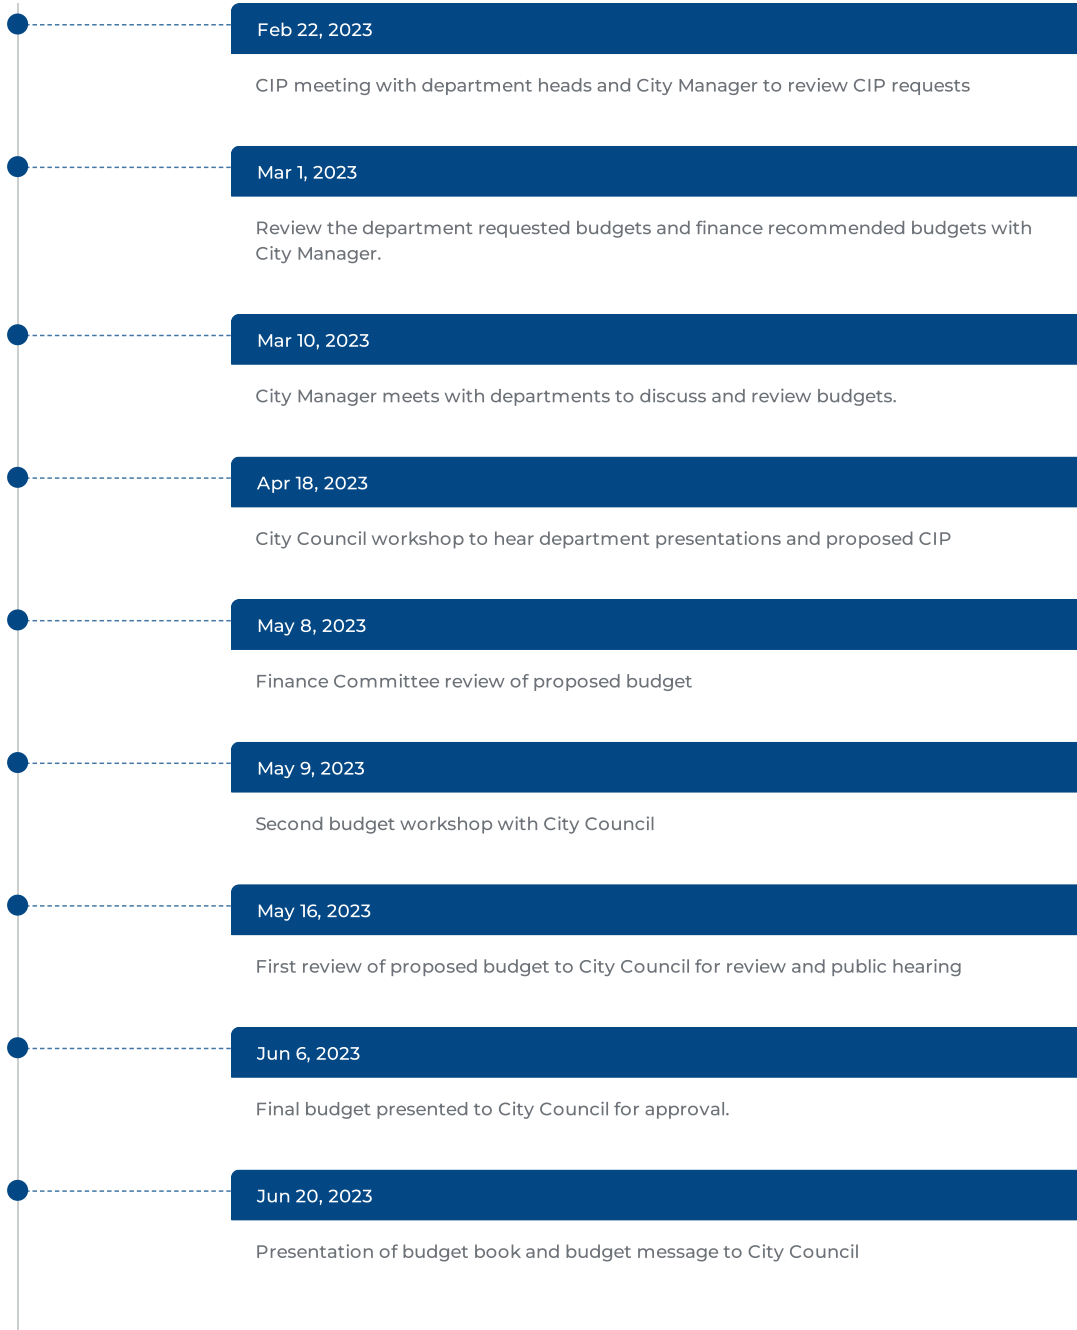 Feb 22, 2023
CIP meeting with department heads and City Manager to review CIP requests
Mar 1, 2023
Review the department requested budgets and finance recommended budgets with
City Manager.
Mar 10, 2023
City Manager meets with departments to discuss and review budgets.
Apr 18, 2023
City Council workshop to hear department presentations and proposed CIP
May 8, 2023
Finance Committee review of proposed budget
May 9, 2023
Second budget workshop with City Council
May 16, 2023
First review of proposed budget to City Council for review and public hearing
Jun 6, 2023
Final budget presented to City Council for approval.
Jun 20, 2023
Presentation of budget book and budget message to City Council